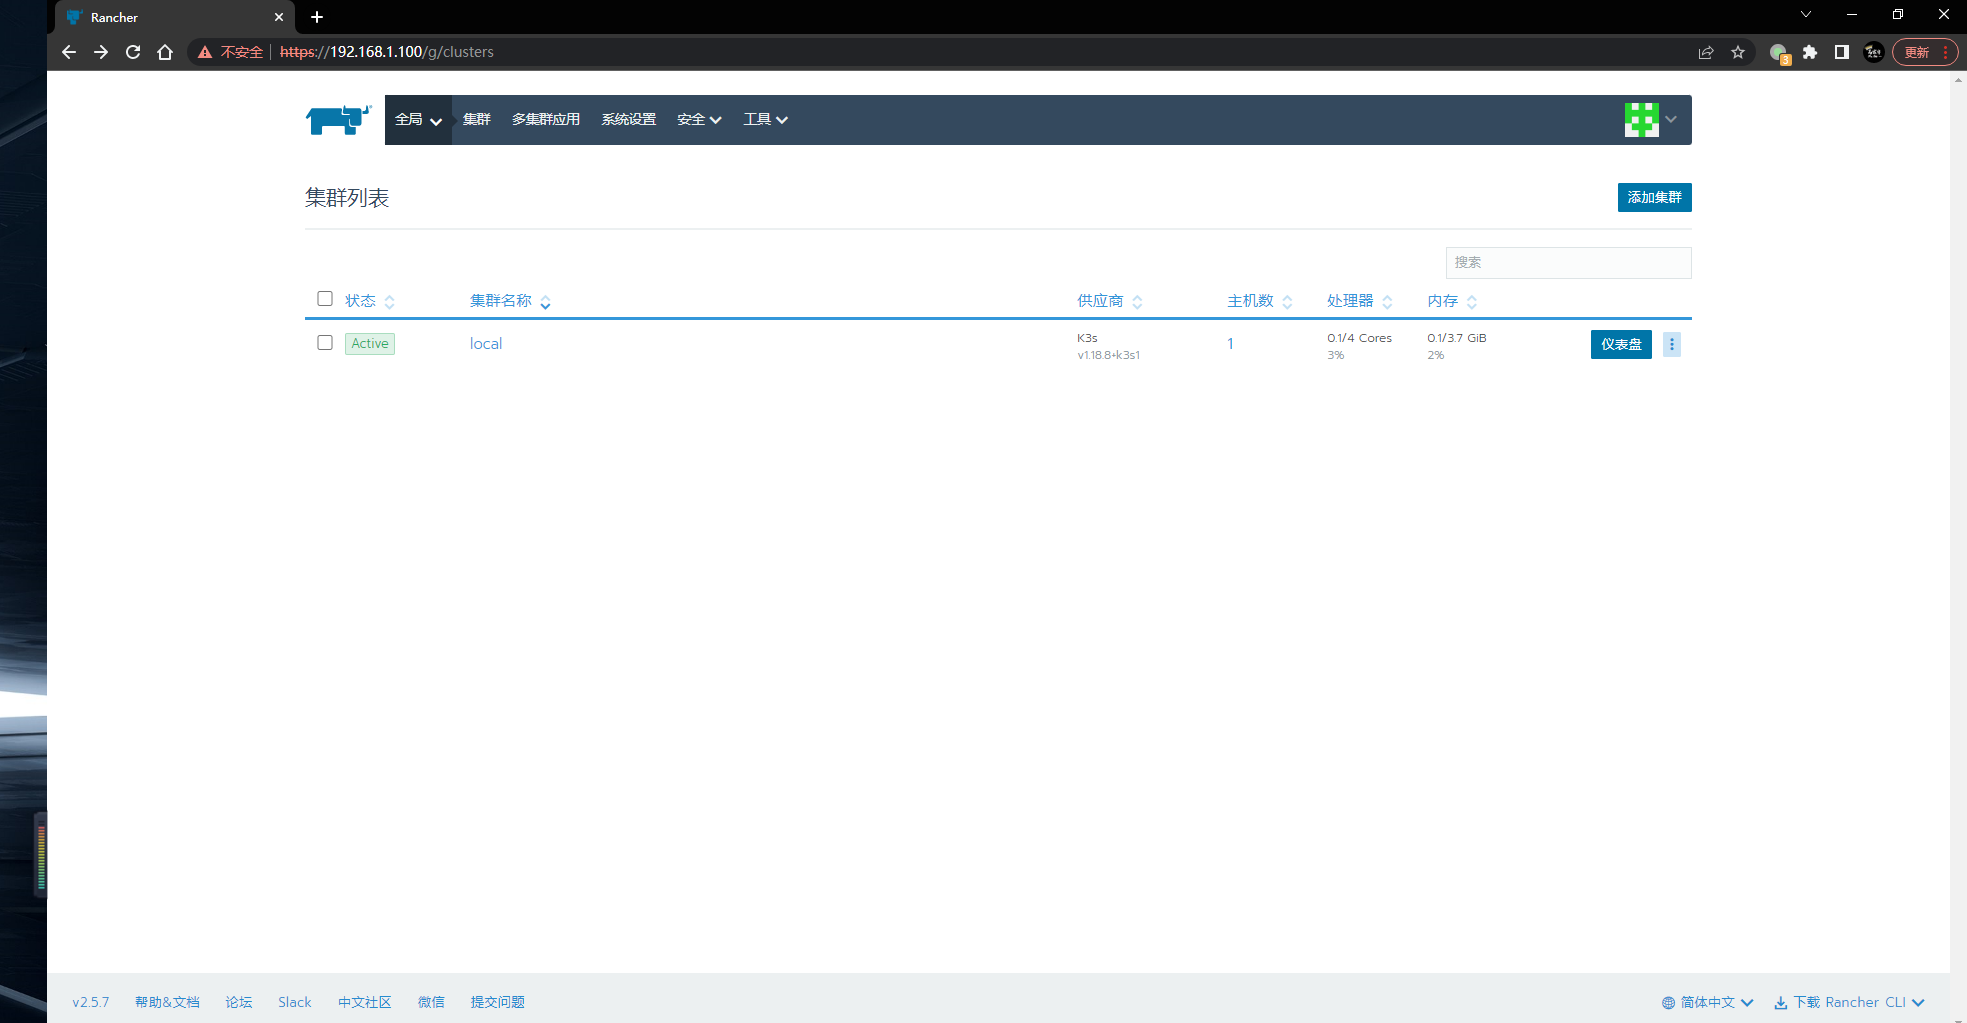 Rancher
不安全 https://192.168.1.100/g/clusters 3 更新
全局 集群 多集群应用 系统设置 安全 工具
集群列表 添加集群
搜索
状态 集群名称 供应商 主机数 处理器 内存
Active local K3s 1 0.1/4 Cores 0.1/3.7 GiB 仪表盘
v1.18.8+k3s1 3% 2%
v2.5.7 帮助&文档 论坛 Slack 中文社区 微信 提交问题 简体中文 下载 Rancher CLI